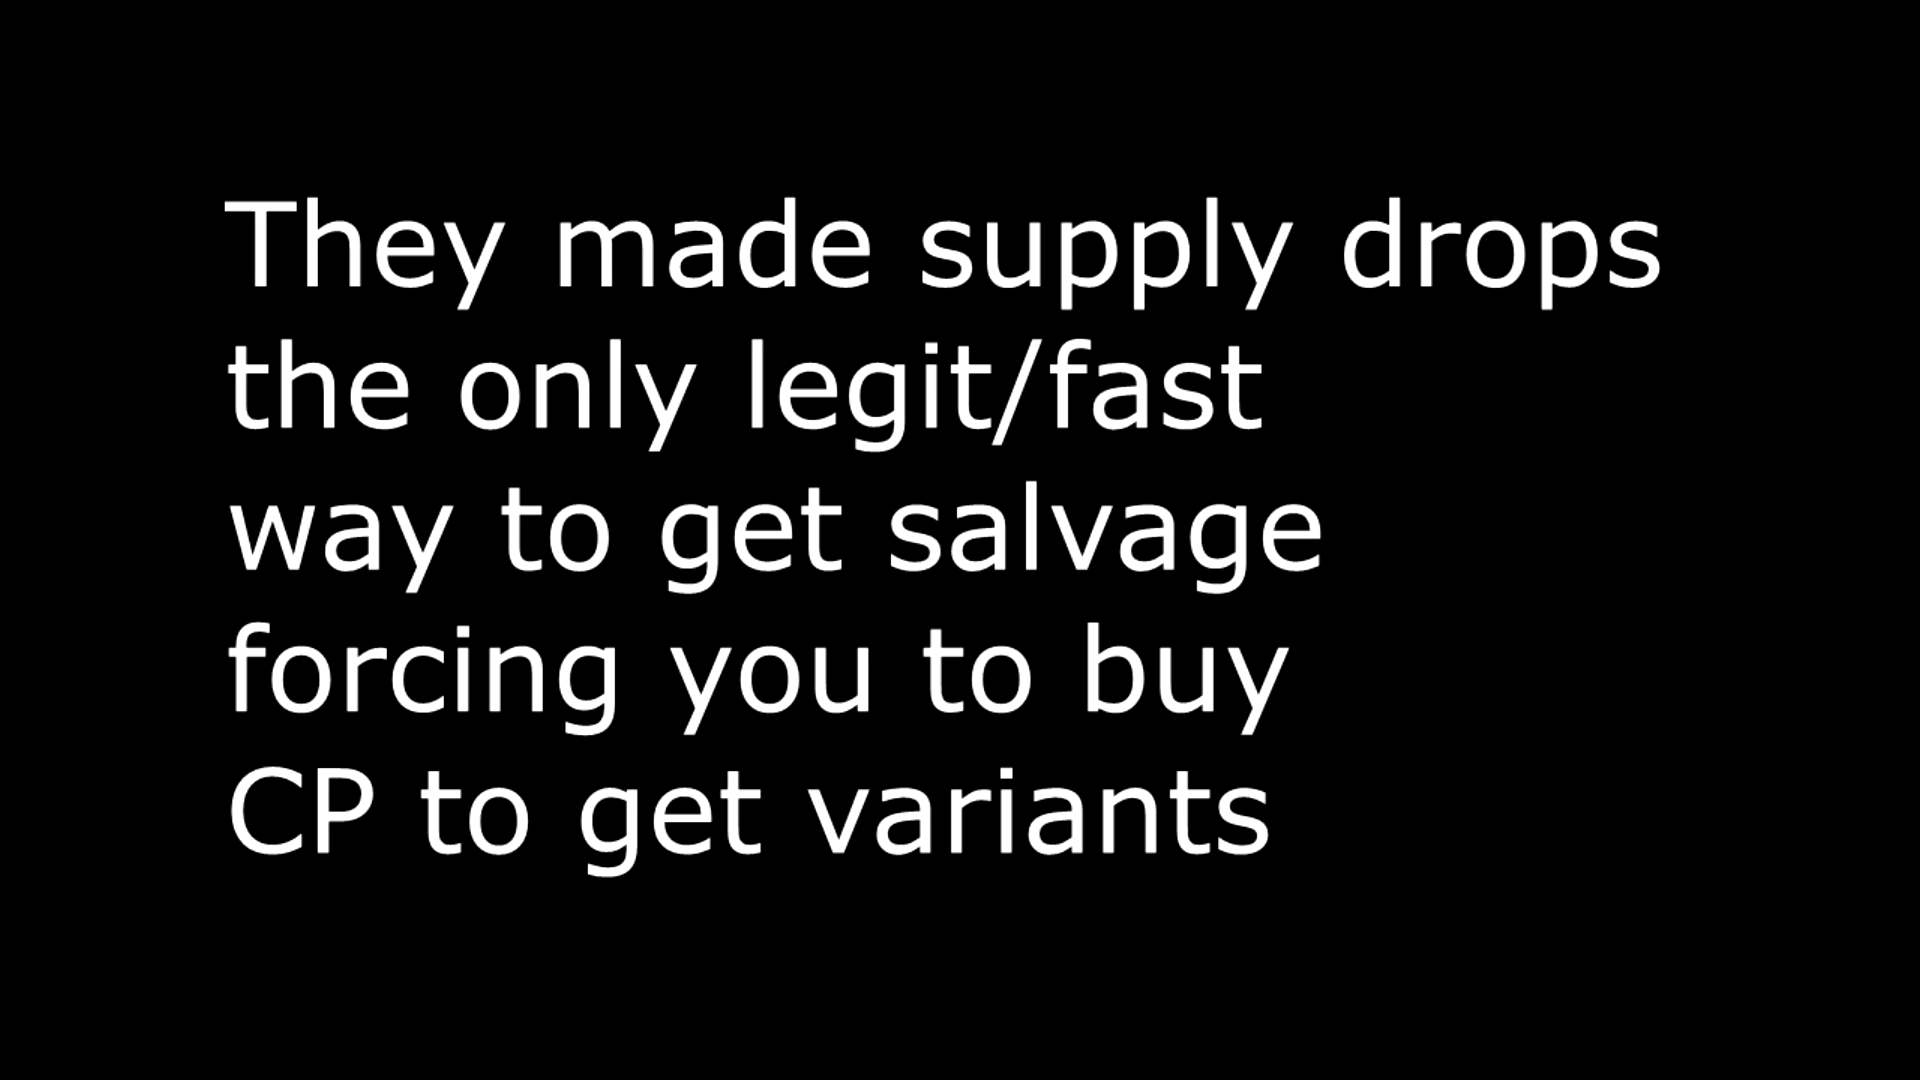 They made supply drops
the only legit/fast
way to get salvage
forcing you to buy
CP to get variants